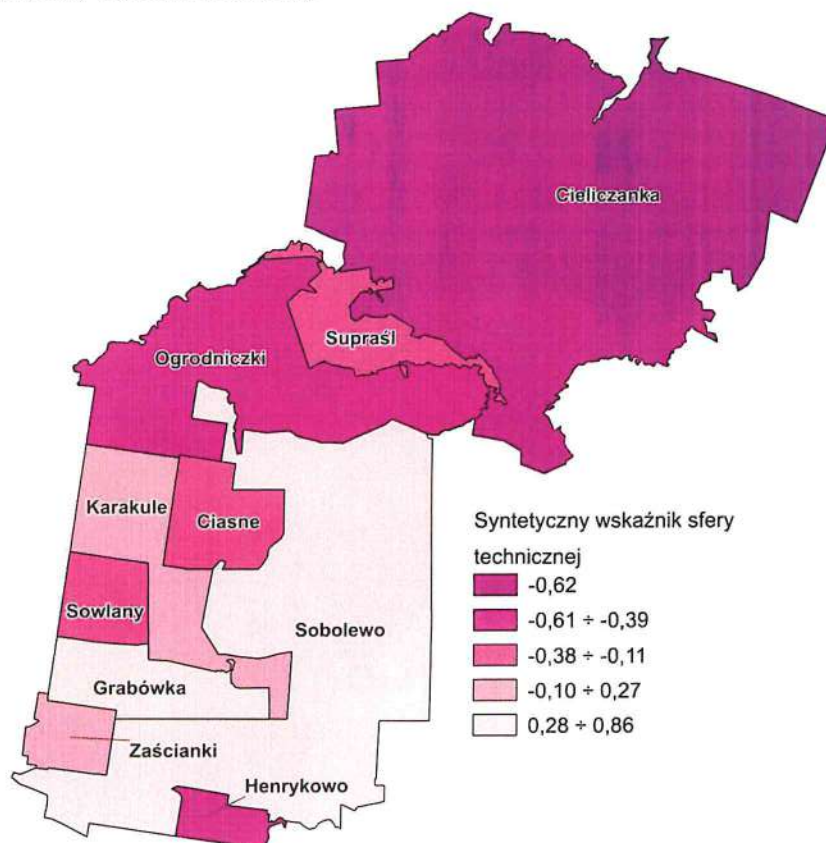 Cieliczanka
Supraśl
Ogrodniczki
Karakule
Ciasne
Sowlany
Sobolewo
Grabówka
Zaścianki
Henrykowo
Syntetyczny wskaźnik sfery
technicznej
-0,62
-0,61 ÷ -0,39
-0,38 ÷ -0,11
-0,10 ÷ 0,27
0,28 ÷ 0,86